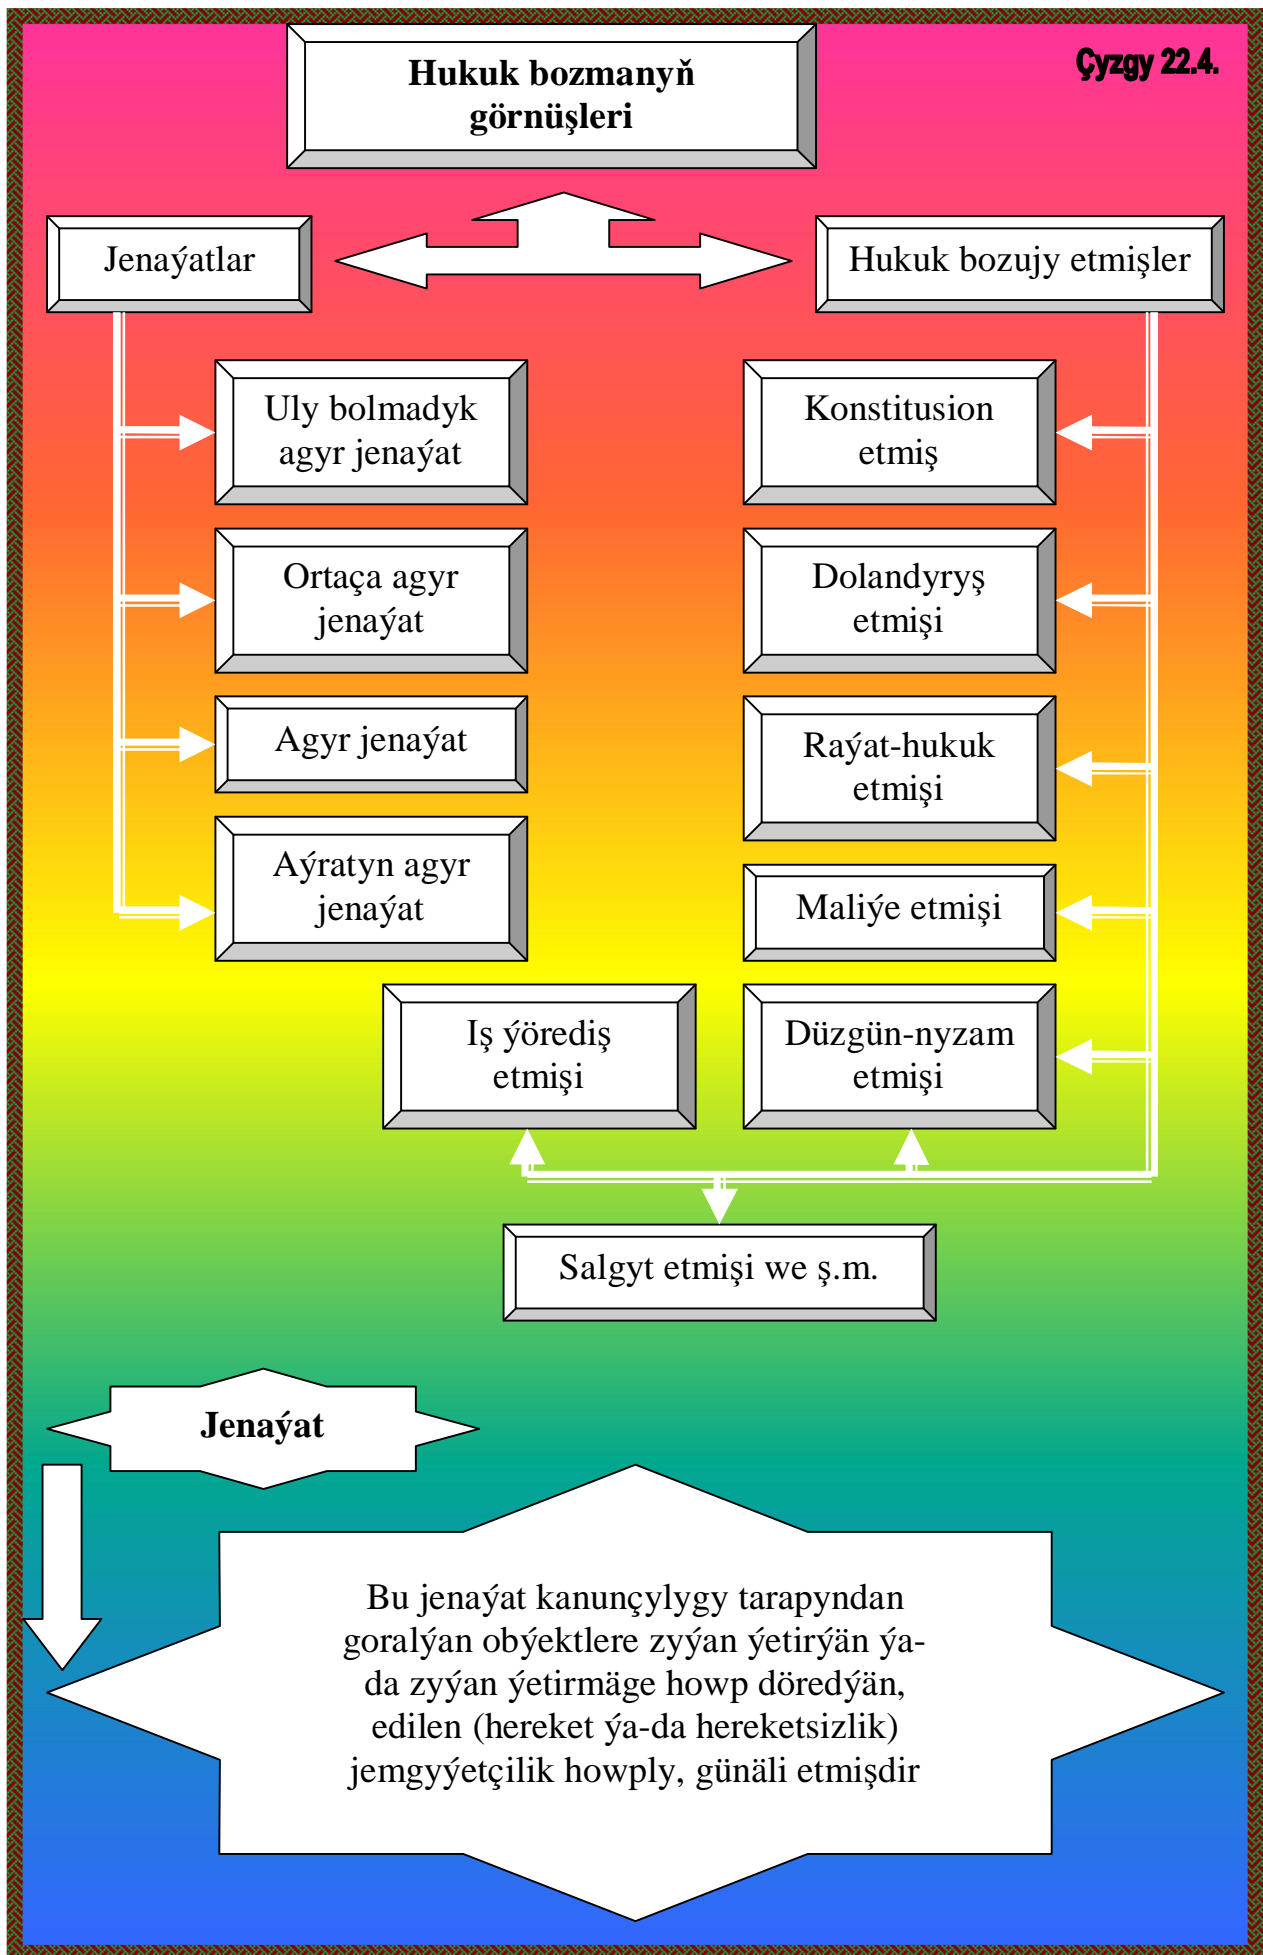 Çyzgy 22.4.
Hukuk bozmanyň
görnüşleri
Jenaýatlar
Hukuk bozujy etmişler
Uly bolmadyk
agyr jenaýat
Ortaça agyr
jenaýat
Agyr jenaýat
Aýratyn agyr
jenaýat
Konstitusion
etmiş
Dolandyryş
etmişi
Raýat-hukuk
etmişi
Maliýe etmişi
Düzgün-nyzam
etmişi
Iş ýörediş
etmişi
Salgyt etmişi we ş.m.
Jenaýat
Bu jenaýat kanunçylygy tarapyndan
goralýan obýektlere zyýan ýetirýän ýa-
da zyýan ýetirmäge howp döredýän,
edilen (hereket ýa-da hereketsizlik)
jemgyýetçilik howply, günäli etmişdir